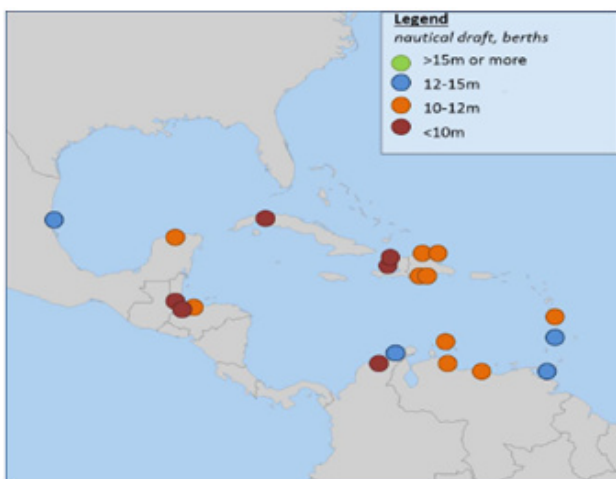 Legend
nautical draft, berths
>15m or more
12-15m
10-12m
<10m